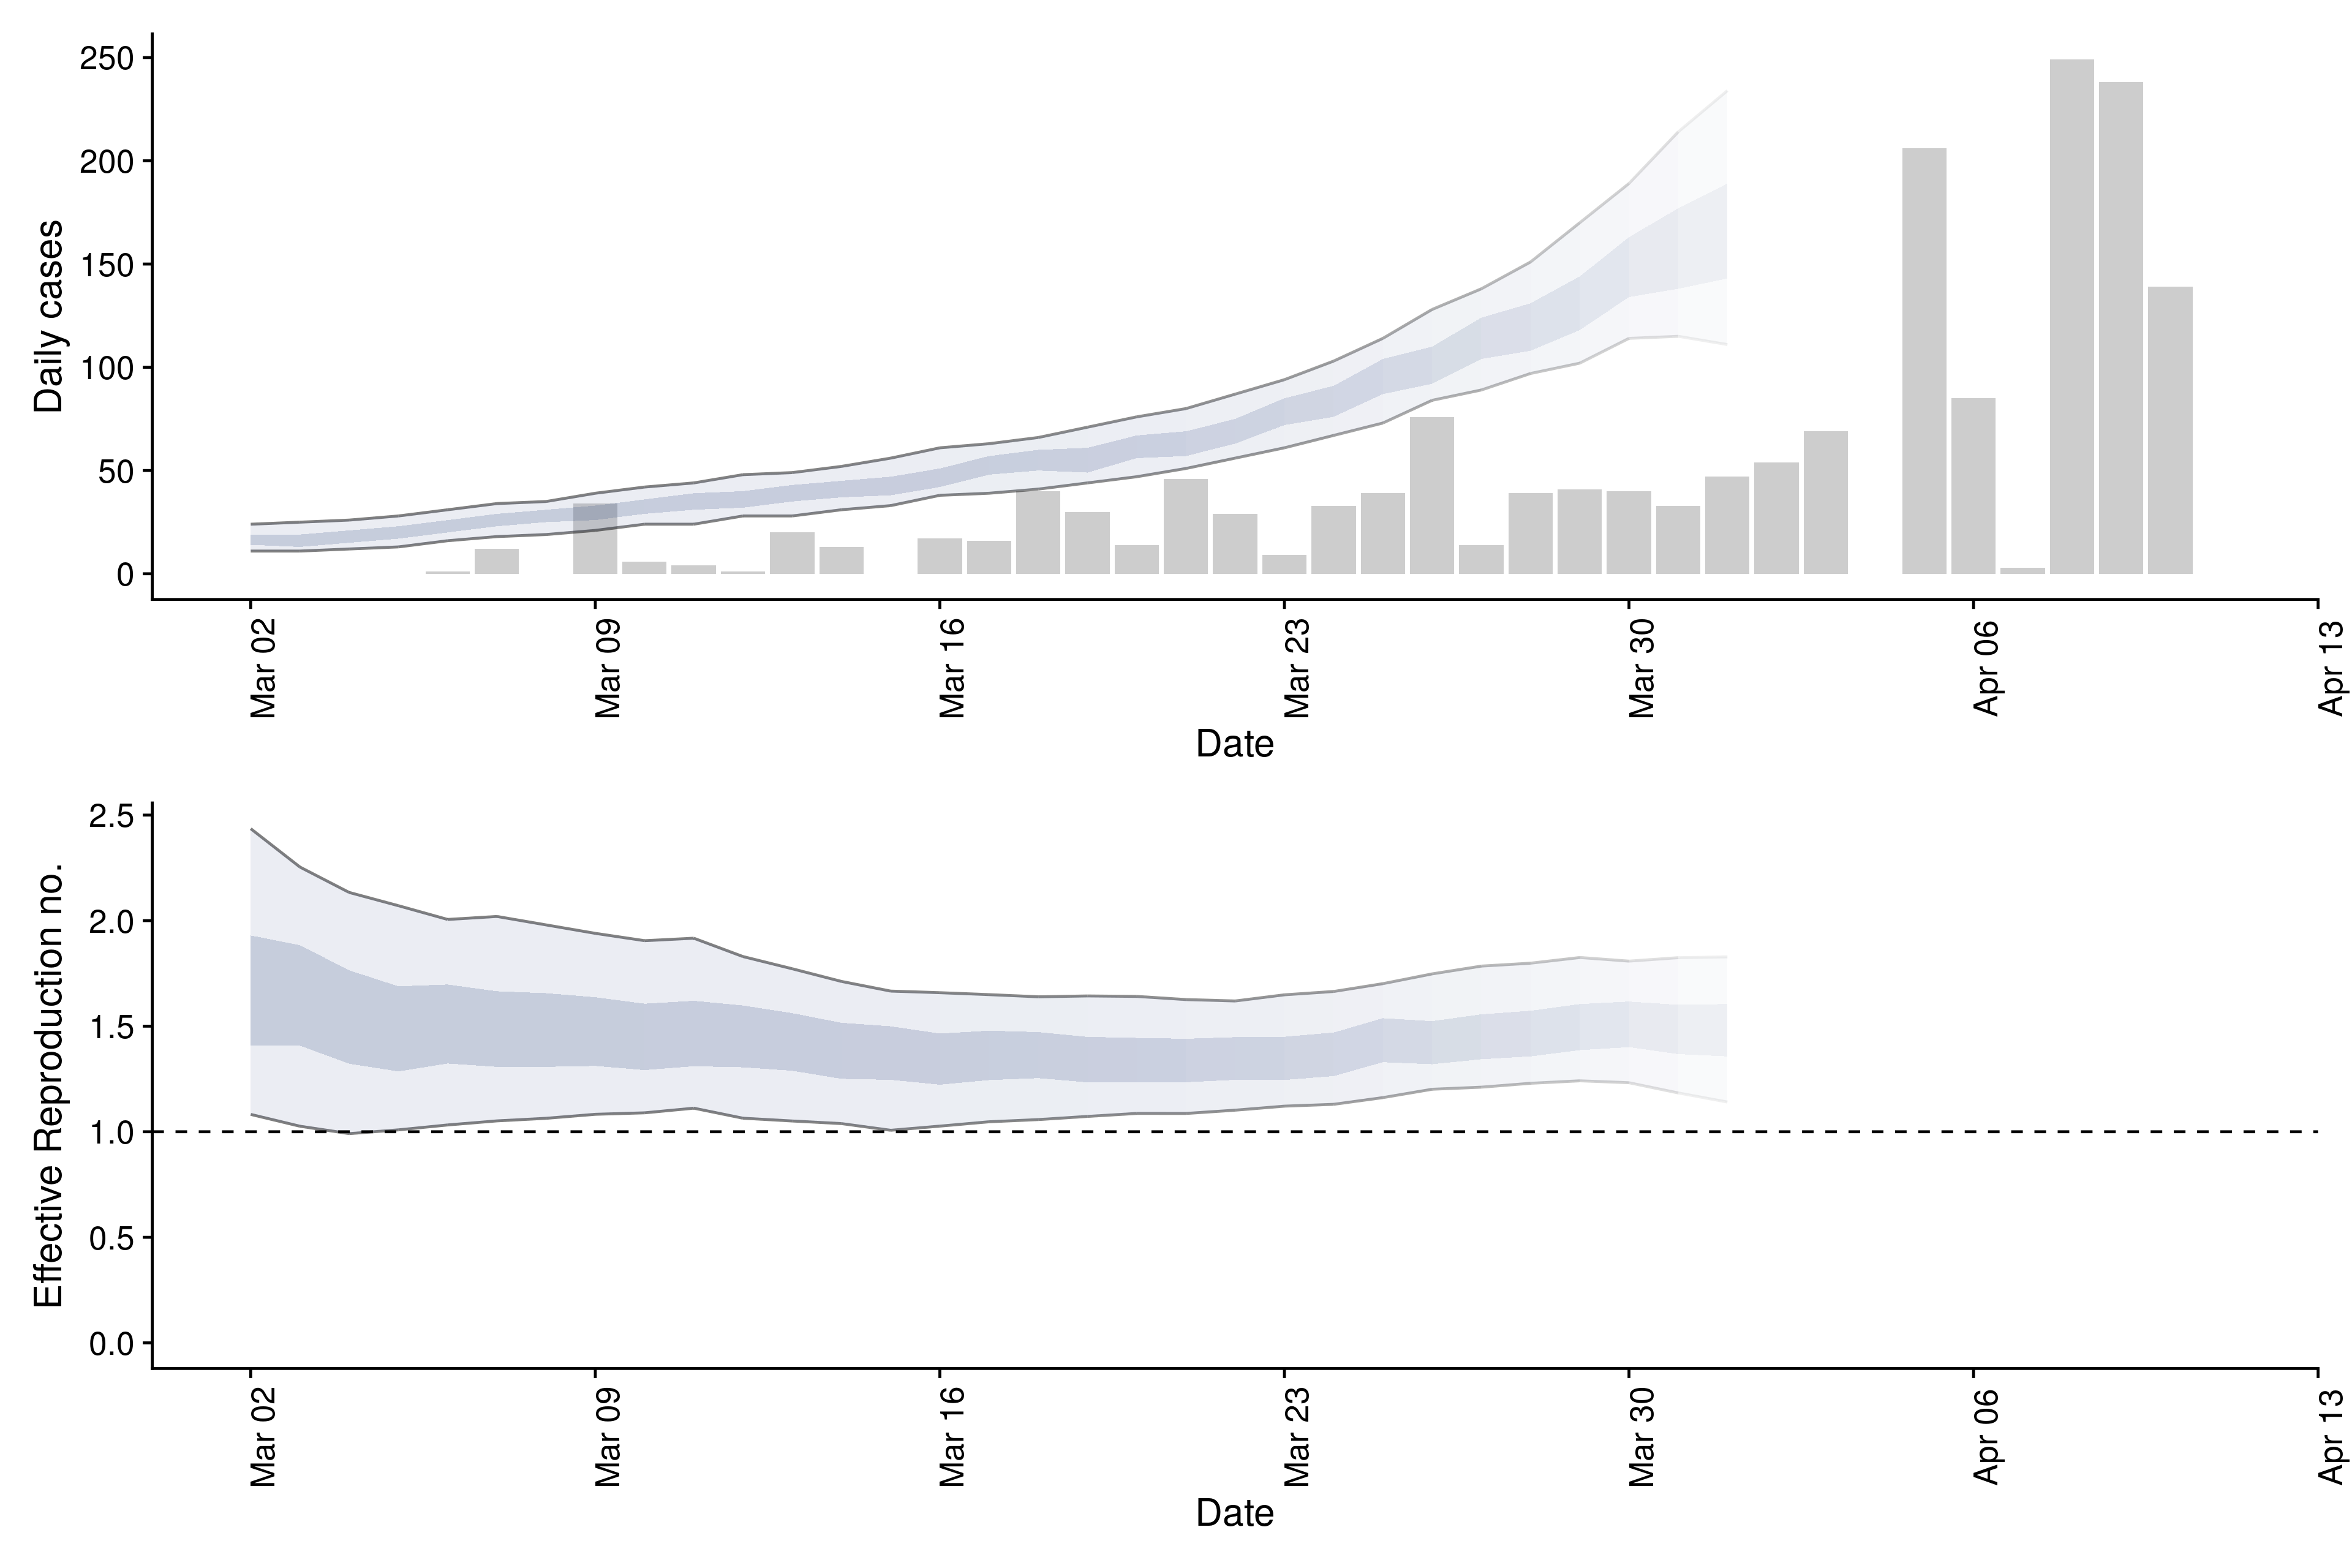 Daily cases
250
200
150
100
50
0
Mar 02
Mar 09
Mar 16
Mar 23
Mar 30
Apr 06
Apr 13
Date
Effective Reproduction no.
2.5
2.0
1.5
1.0
0.5
0.0
Mar 02
Mar 09
Mar 16
Mar 23
Mar 30
Apr 06
Apr 13
Date